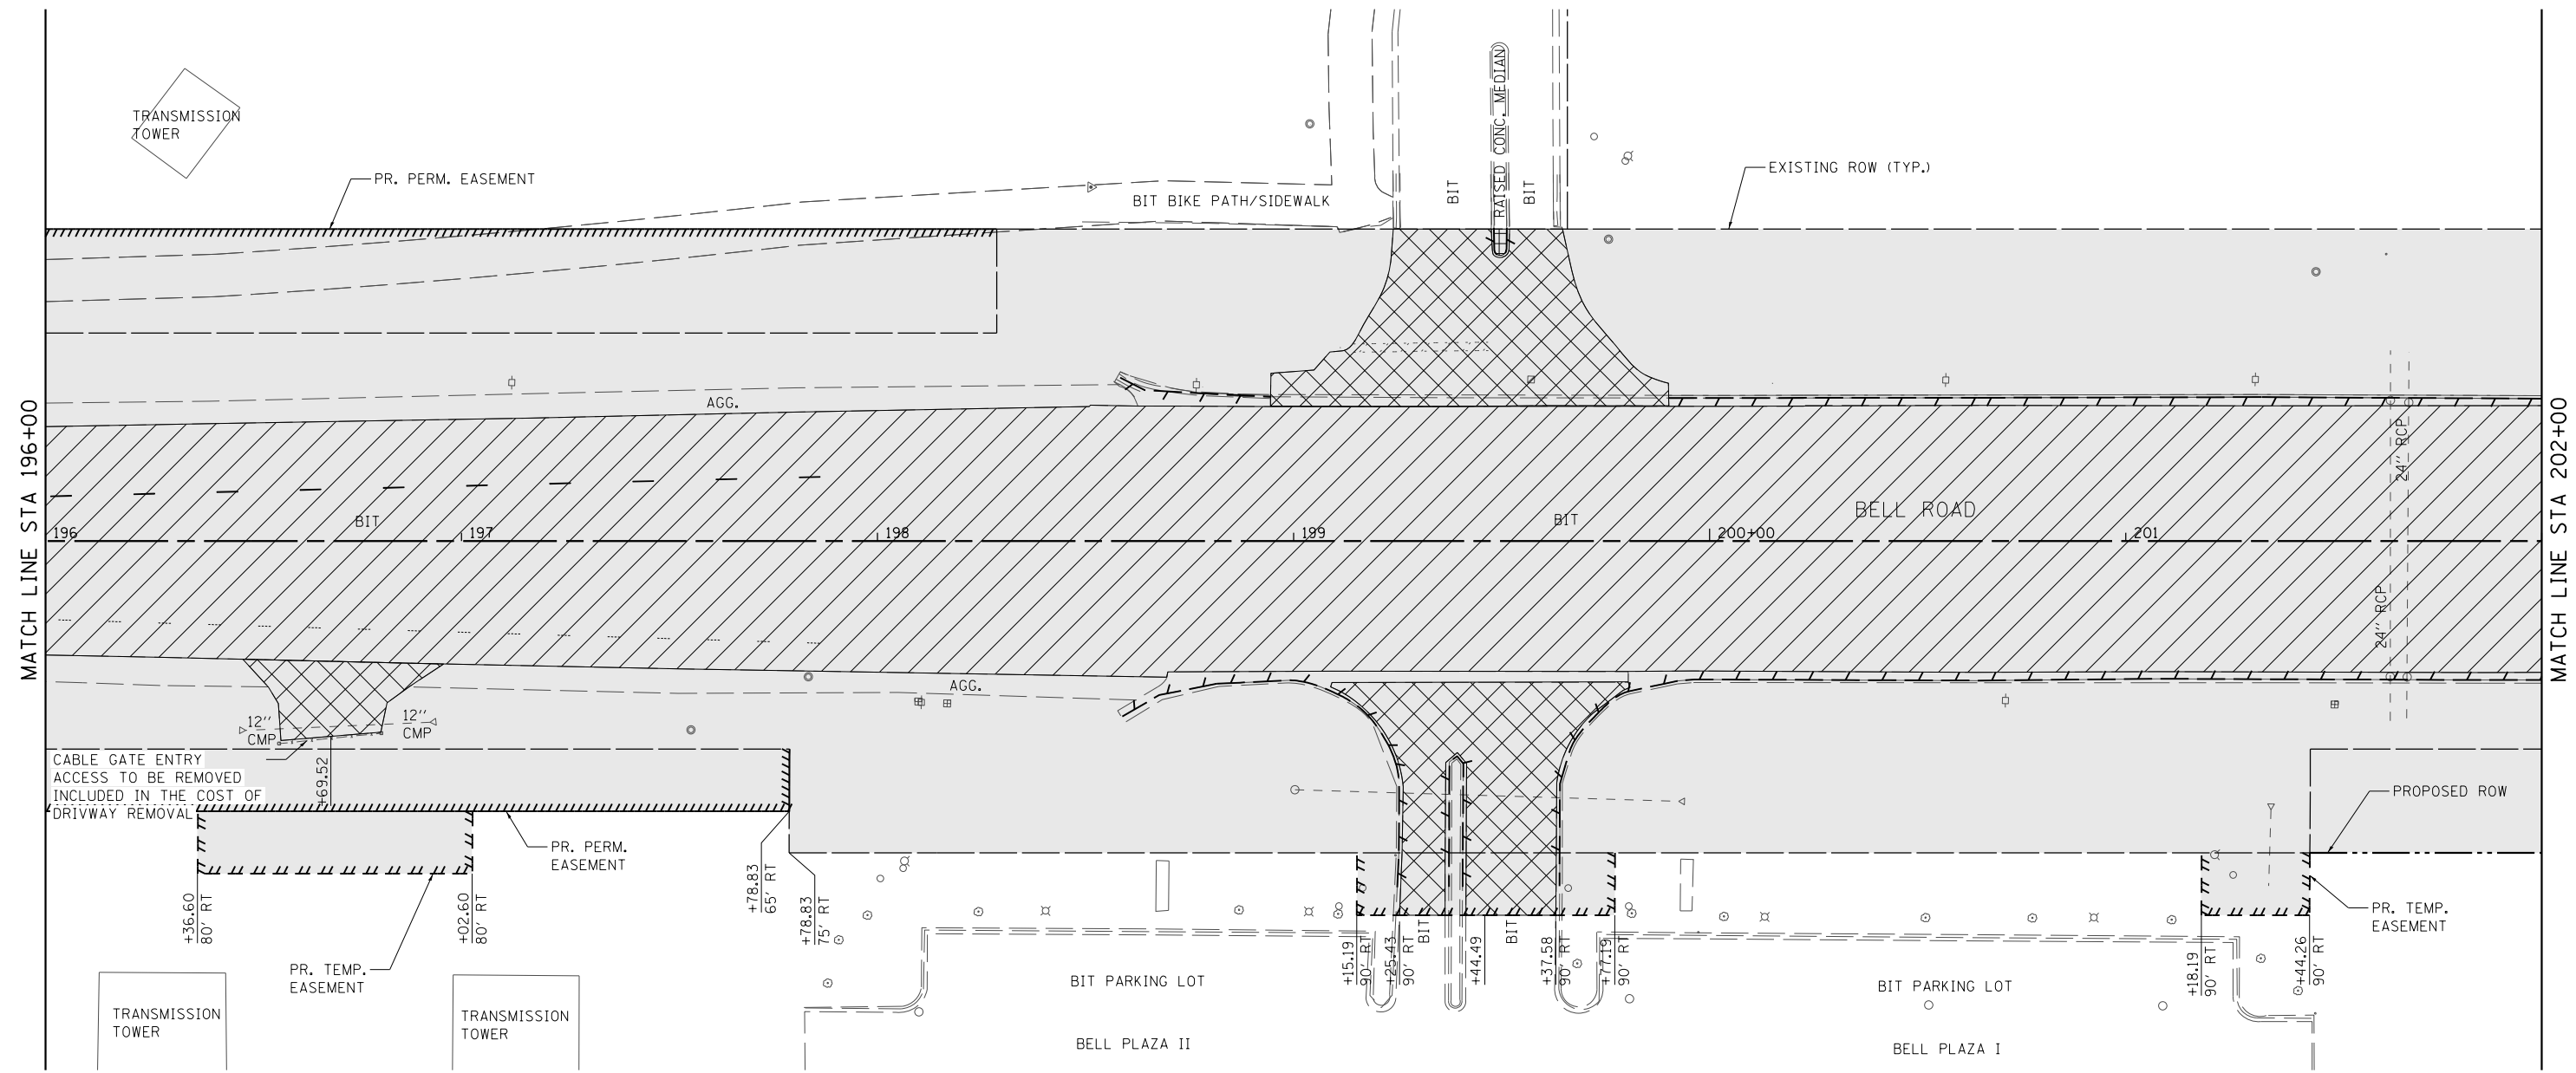 TRANSMISSION
TOWER
PR. PERM. EASEMENT
BIT BIKE PATH/SIDEWALK
BIT
RAISED CONC. MEDIAN
BIT
EXISTING ROW (TYP.)
MATCH LINE STA 196+00
AGG.
BIT
196
197
198
199
BIT
200+00
BELL ROAD
201
24'' RCP
24'' RCP
MATCH LINE STA 202+00
AGG.
12''
CMP
12''
CMP
CABLE GATE ENTRY
ACCESS TO BE REMOVED
INCLUDED IN THE COST OF
DRIVWAY REMOVAL
+69.52
PR. PERM.
EASEMENT
PROPOSED ROW
+36.60
80' RT
+02.60
80' RT
+78.83
65' RT
+78.83
75' RT
PR. TEMP.
EASEMENT
+15.19
90' RT
+25.43
90' RT
BIT
+44.49
BIT
+37.58
90' RT
+77.19
90' RT
+18.19
90' RT
+44.26
90' RT
PR. TEMP.
EASEMENT
TRANSMISSION
TOWER
TRANSMISSION
TOWER
BIT PARKING LOT
BELL PLAZA II
BIT PARKING LOT
BELL PLAZA I